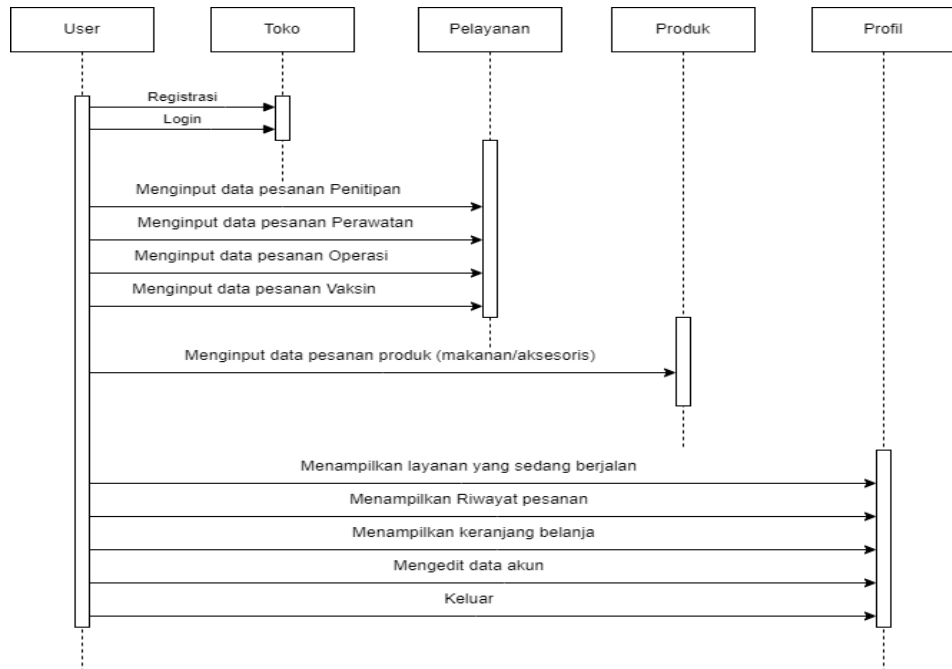 User
Toko
Pelayanan
Produk
Profil
Registrasi
Login
Menginput data pesanan Penitipan
Menginput data pesanan Perawatan
Menginput data pesanan Operasi
Menginput data pesanan Vaksin
Menginput data pesanan produk (makanan/aksesoris)
Menampilkan layanan yang sedang berjalan
Menampilkan Riwayat pesanan
Menampilkan keranjang belanja
Mengedit data akun
Keluar